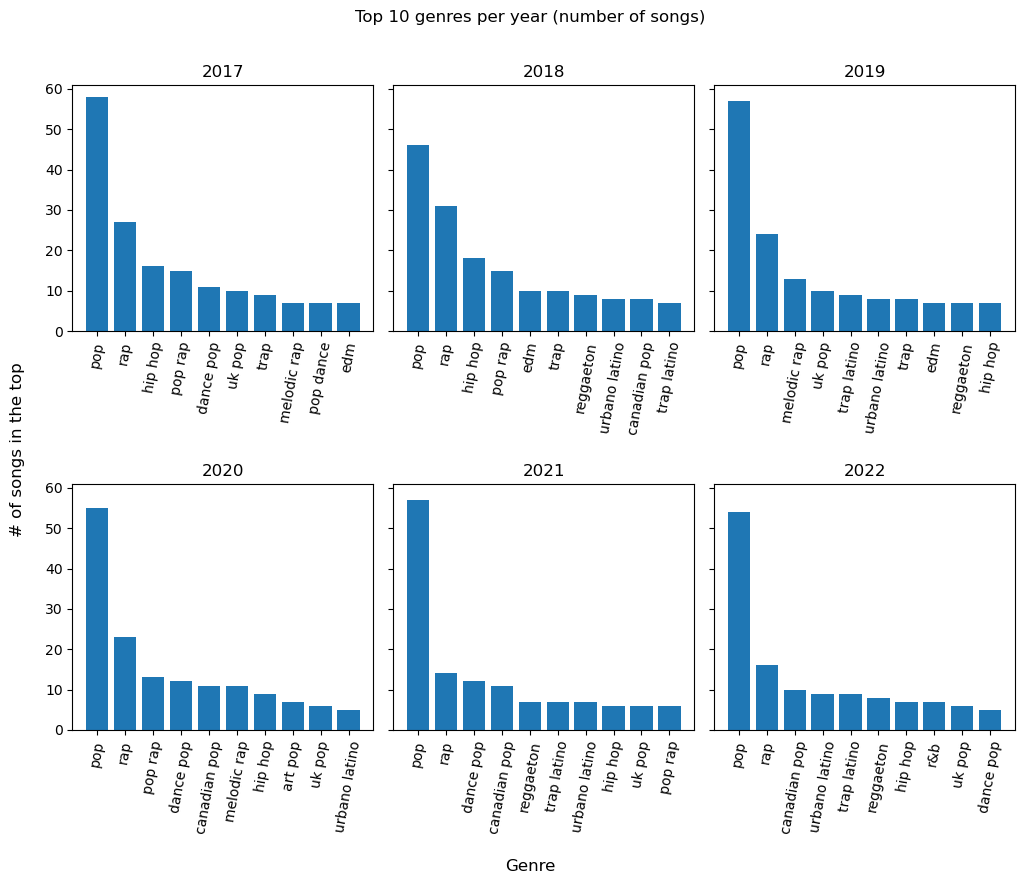 Top 10 genres per year (number of songs)
2017
60
50
40
30
20
10
0
pop
rap
hip hop
pop rap
dance pop
uk pop
trap
melodic rap
pop dance
edm
2018
pop
rap
hip hop
pop rap
edm
trap
reggaeton
urbano latino
canadian pop
trap latino
2019
pop
rap
melodic rap
uk pop
trap latino
urbano latino
trap
edm
reggaeton
hip hop
# of songs in the top
2020
60
50
40
30
20
10
0
pop
rap
pop rap
dance pop
canadian pop
melodic rap
hip hop
art pop
uk pop
urbano latino
2021
pop
rap
dance pop
canadian pop
reggaeton
trap latino
urbano latino
hip hop
uk pop
pop rap
2022
pop
rap
canadian pop
urbano latino
trap latino
reggaeton
hip hop
r&b
uk pop
dance pop
Genre